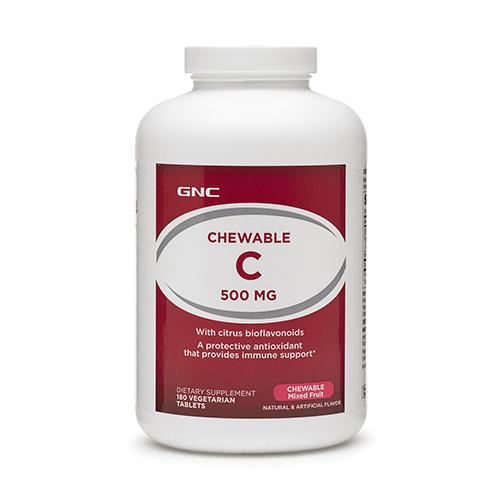 GNC
CHEWABLE
C
500 MG
With citrus bioflavonoids
A protective antioxidant
that provides immune support*
DIETARY SUPPLEMENT
180 VEGETARIAN
TABLETS
CHEWABLE
Mixed Fruit
NATURAL & ARTIFICIAL FLAVOR